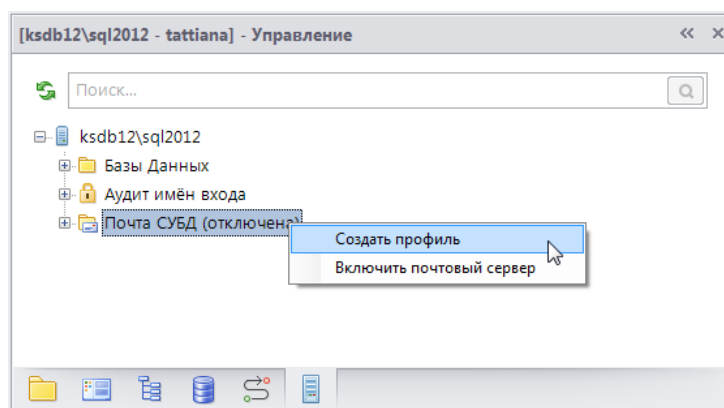 [ksdb12\sql2012 - tattiana] - Управление
Поиск...
ksdb12\sql2012
Базы Данных
Аудит имён входа
Почта СУБД (отключена)
Создать профиль
Включить почтовый сервер